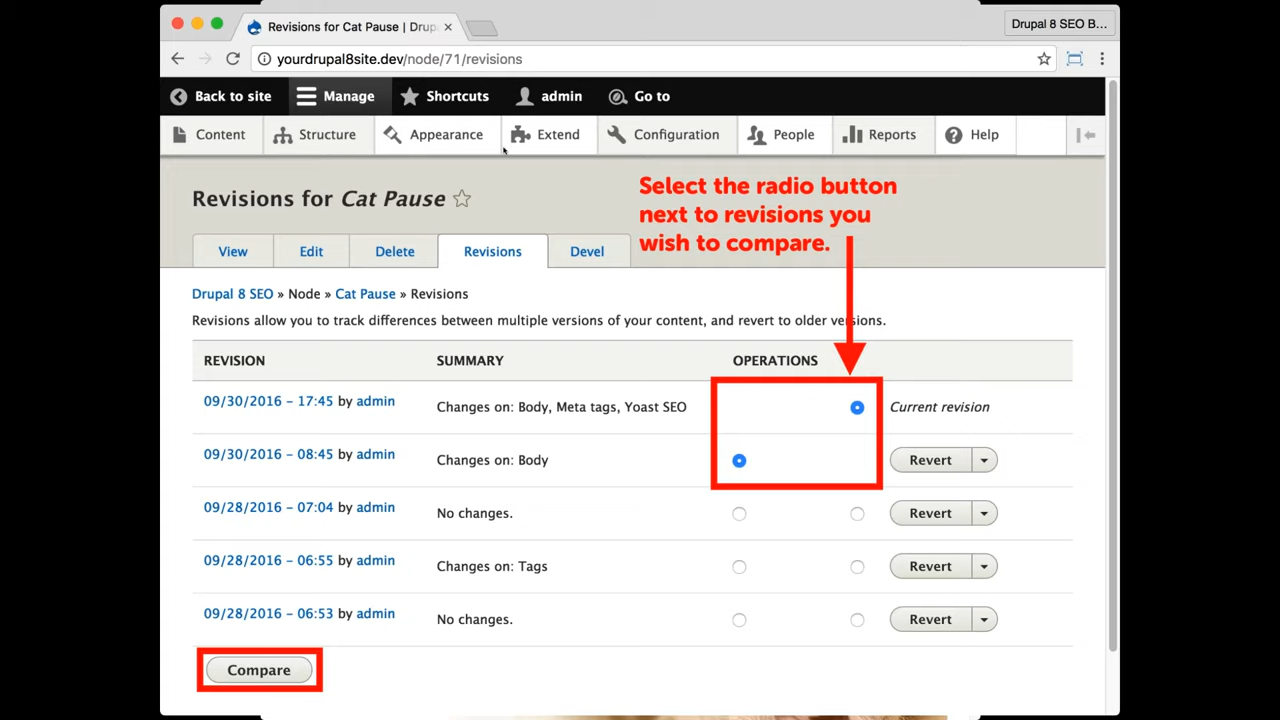 Revisions for Cat Pause | Drup
Drupal 8 SEO B...
yourdrupal8site.dev/node/71/revisions
Back to site Manage Shortcuts admin Go to
Content Structure Appearance Extend Configuration People Reports Help
Select the radio button
next to revisions you
wish to compare.
Revisions for Cat Pause
View Edit Delete Revisions Devel
Drupal 8 SEO » Node » Cat Pause » Revisions
Revisions allow you to track differences between multiple versions of your content, and revert to older versions.
REVISION SUMMARY OPERATIONS
09/30/2016 - 17:45 by admin Changes on: Body, Meta tags, Yoast SEO Current revision
09/30/2016 - 08:45 by admin Changes on: Body Revert
09/28/2016 - 07:04 by admin No changes. Revert
09/28/2016 - 06:55 by admin Changes on: Tags Revert
09/28/2016 - 06:53 by admin No changes. Revert
Compare